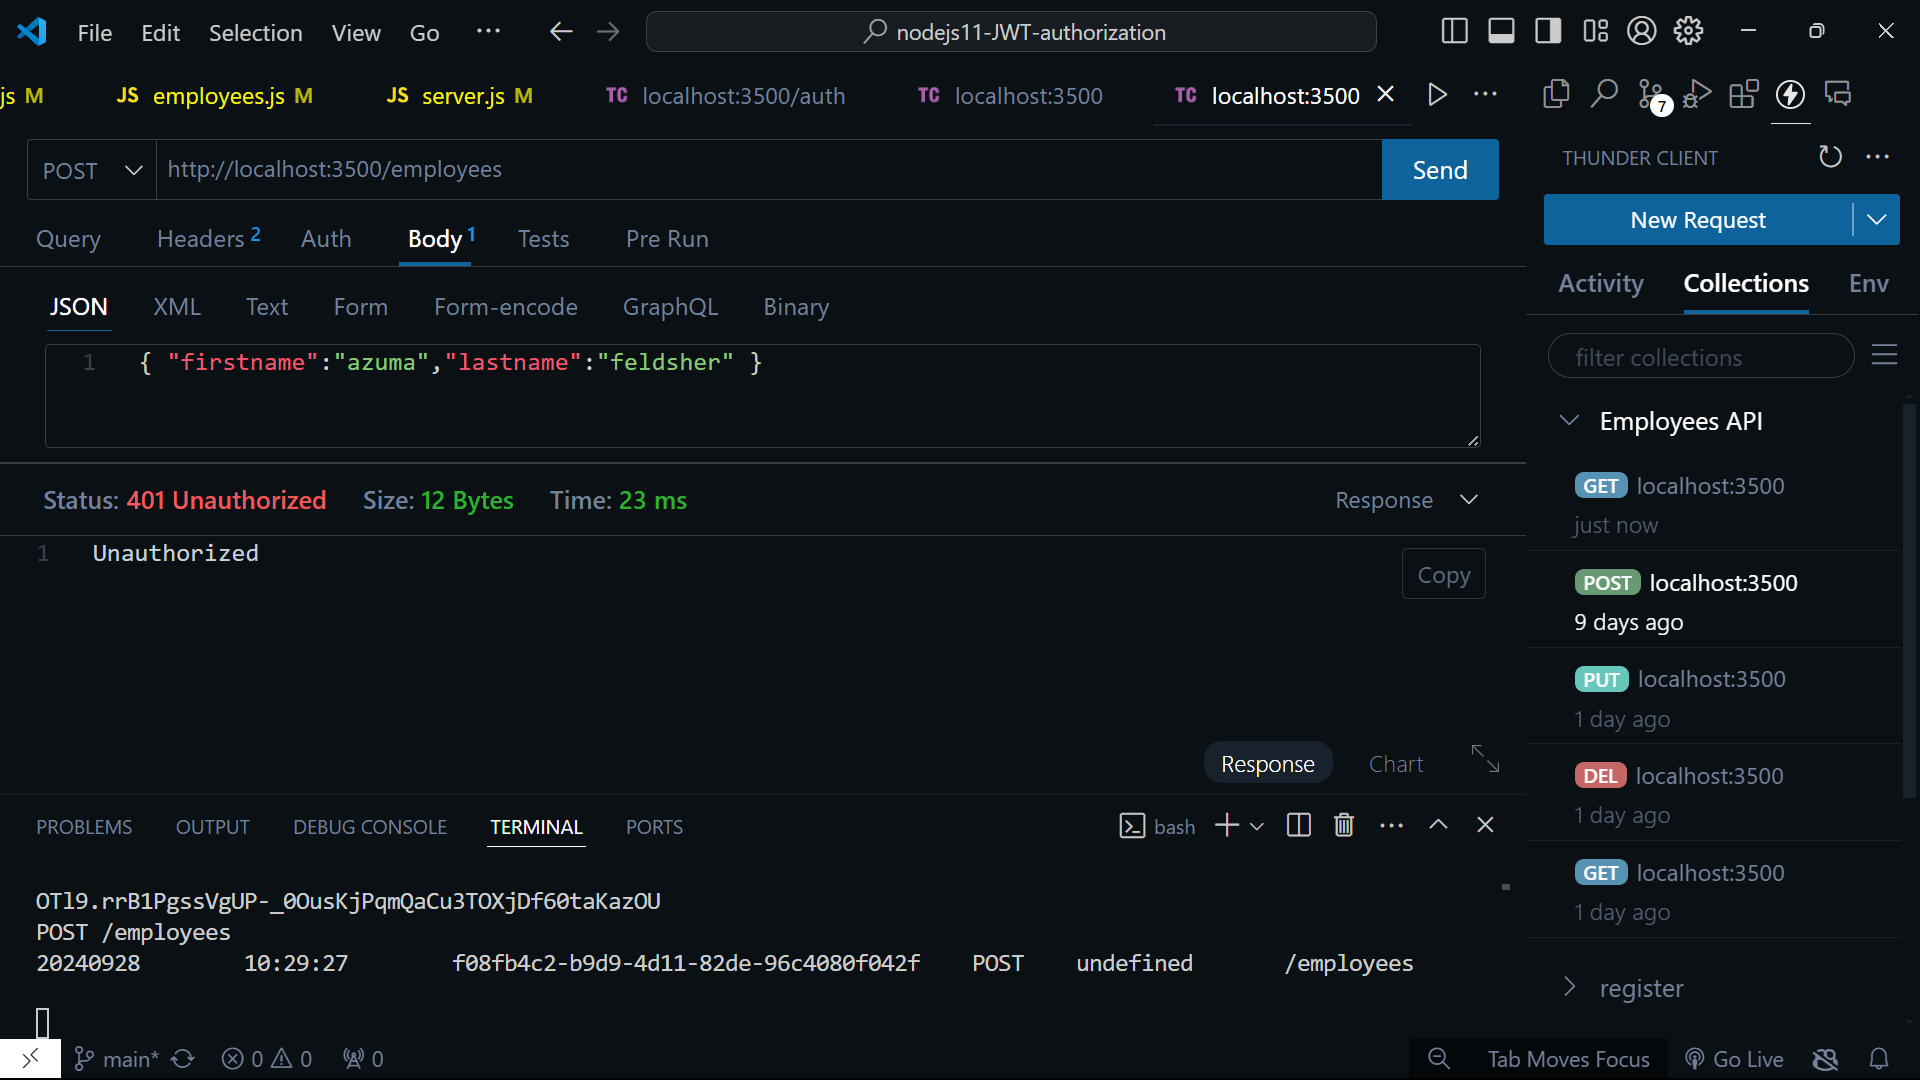 File Edit Selection View Go ··· nodejs11-JWT-authorization
js M JS employees.js M JS server.js M TC localhost:3500/auth TC localhost:3500 TC localhost:3500 7
POST http://localhost:3500/employees Send
Query Headers 2 Auth Body 1 Tests Pre Run
JSON XML Text Form Form-encode GraphQL Binary
1 { "firstname":"azuma","lastname":"feldsher" }
Status: 401 Unauthorized Size: 12 Bytes Time: 23 ms Response
1 Unauthorized
Copy
Response Chart
PROBLEMS OUTPUT DEBUG CONSOLE TERMINAL PORTS bash
OTl9.rrB1PgssVgUP-_0OusKjPqmQaCu3TOXjDf60taKazOU
POST /employees
20240928 10:29:27 f08fb4c2-b9d9-4d11-82de-96c4080f042f POST undefined /employees
THUNDER CLIENT
New Request
Activity Collections Env
filter collections
Employees API
GET localhost:3500
just now
POST localhost:3500
9 days ago
PUT localhost:3500
1 day ago
DEL localhost:3500
1 day ago
GET localhost:3500
1 day ago
register
main* 0 0 0 Tab Moves Focus Go Live